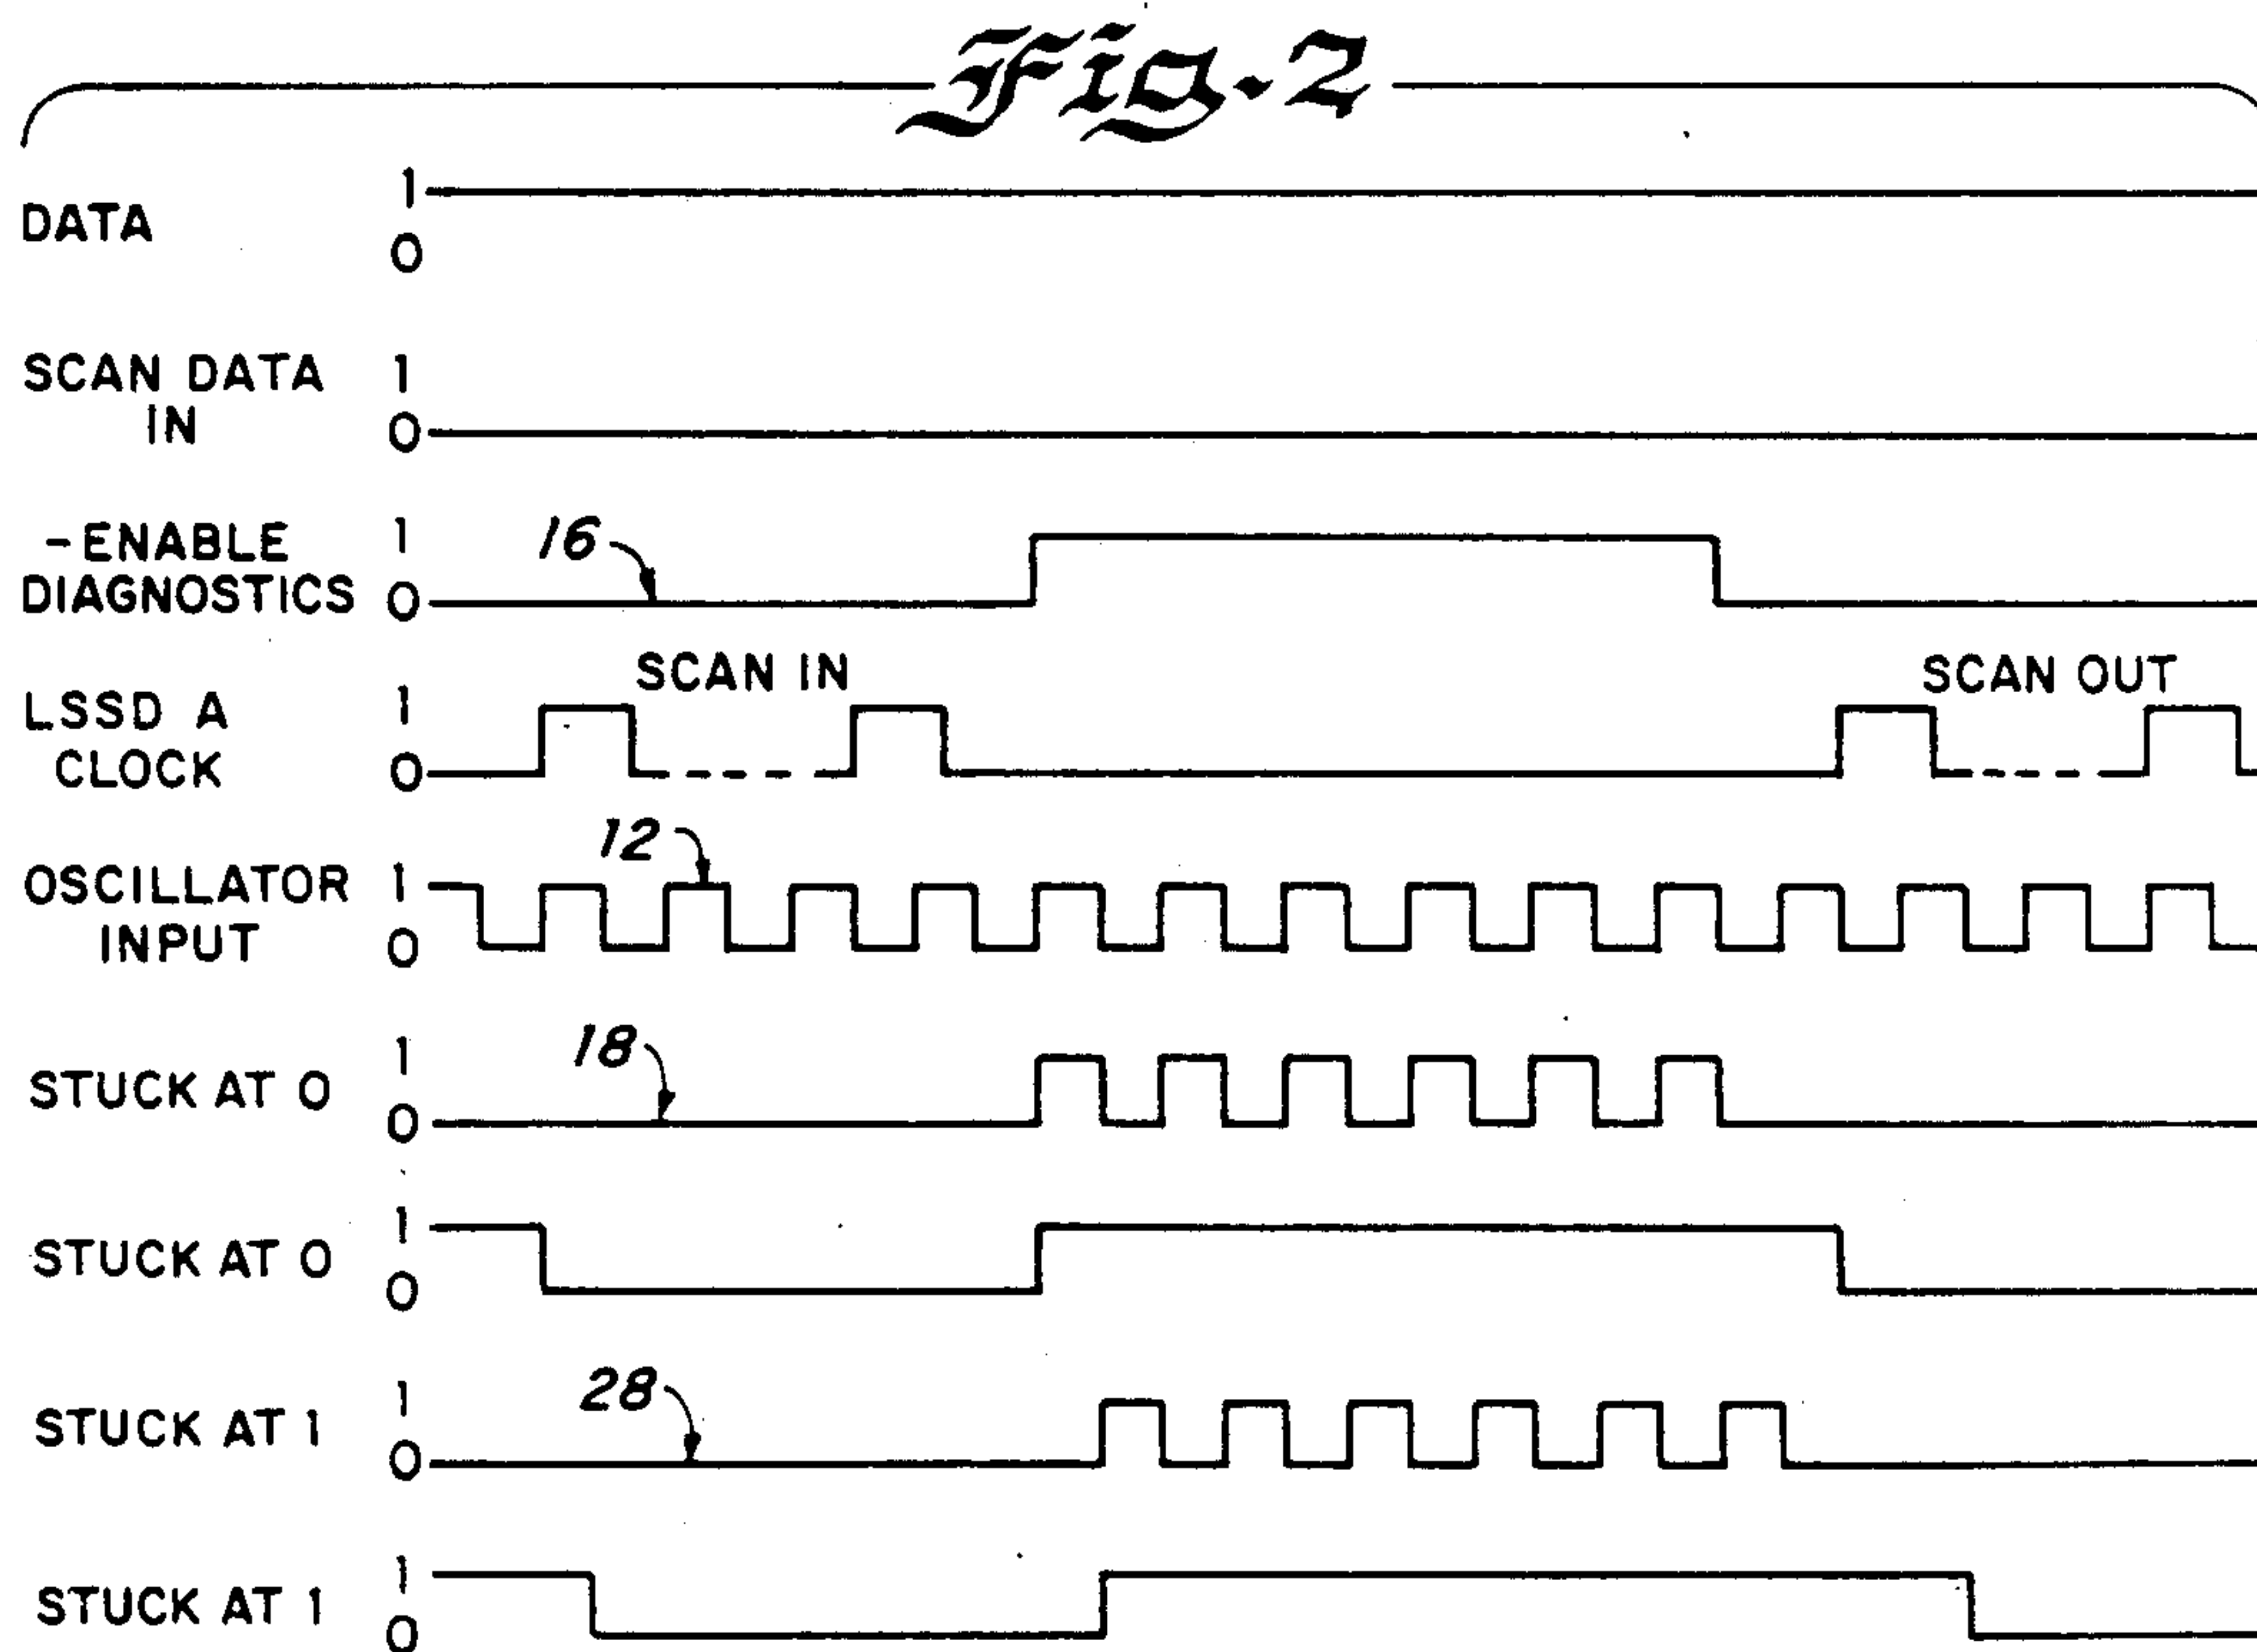 Fig. 2
DATA 1
0
SCAN DATA 1
IN 0
-ENABLE 1 16
DIAGNOSTICS 0
SCAN IN SCAN OUT
LSSD A 1
CLOCK 0
12
OSCILLATOR 1
INPUT 0
18
1
STUCK AT 0
0
1
STUCK AT 0
0
28
1
STUCK AT 1
0
1
STUCK AT 1
0